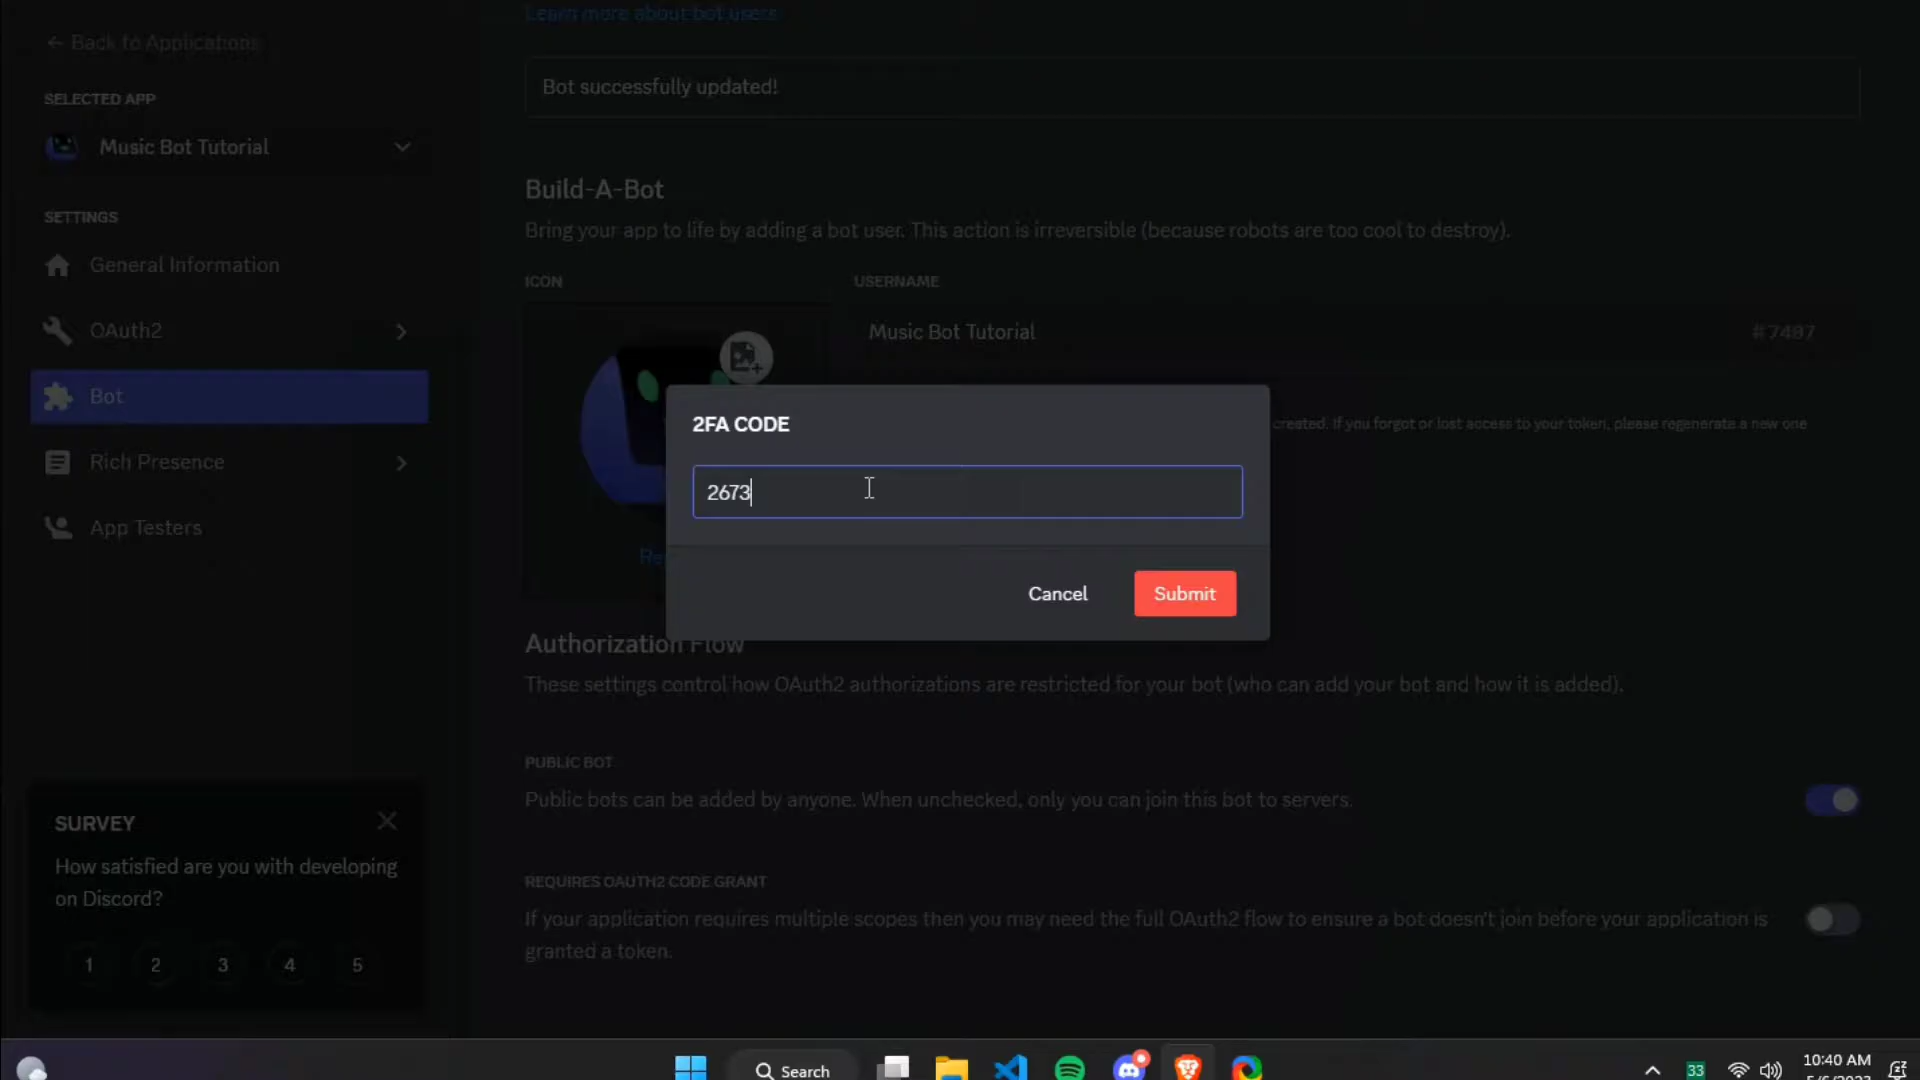 Learn more about bot users
← Back to Applications
SELECTED APP
Bot successfully updated!
Music Bot Tutorial
Build-A-Bot
SETTINGS
Bring your app to life by adding a bot user. This action is irreversible (because robots are too cool to destroy).
General Information
ICON
USERNAME
OAuth2
Music Bot Tutorial
#7497
Bot
2FA CODE
created. If you forgot or lost access to your token, please regenerate a new one
Rich Presence
2673
App Testers
Cancel
Submit
Authorization Flow
These settings control how OAuth2 authorizations are restricted for your bot (who can add your bot and how it is added).
PUBLIC BOT
Public bots can be added by anyone. When unchecked, only you can join this bot to servers.
SURVEY
How satisfied are you with developing
on Discord?
REQUIRES OAUTH2 CODE GRANT
If your application requires multiple scopes then you may need the full OAuth2 flow to ensure a bot doesn't join before your application is
granted a token.
1 2 3 4 5
Search
33
10:40 AM